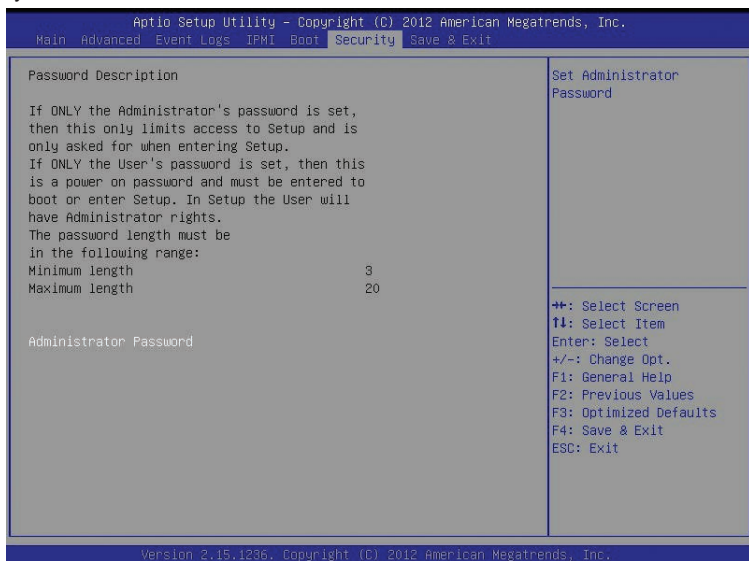 Aptio Setup Utility – Copyright (C) 2012 American Megatrends, Inc.
Main Advanced Event Logs IPMI Boot Security Save & Exit
Password Description
If ONLY the Administrator's password is set,
then this only limits access to Setup and is
only asked for when entering Setup.
If ONLY the User's password is set, then this
is a power on password and must be entered to
boot or enter Setup. In Setup the User will
have Administrator rights.
The password length must be
in the following range:
Minimum length 3
Maximum length 20
Administrator Password
Set Administrator
Password
→←: Select Screen
↑↓: Select Item
Enter: Select
+/-: Change Opt.
F1: General Help
F2: Previous Values
F3: Optimized Defaults
F4: Save & Exit
ESC: Exit
Version 2.15.1236. Copyright (C) 2012 American Megatrends, Inc.